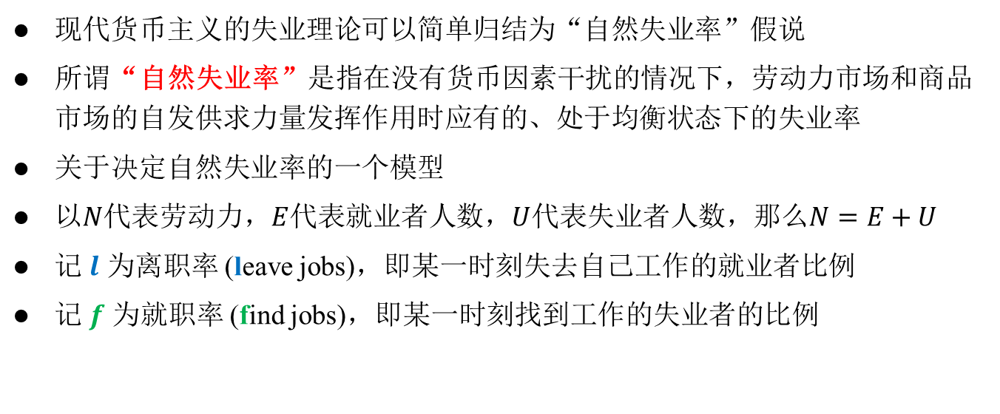 ● 现代货币主义的失业理论可以简单归结为“自然失业率”假说
● 所谓“自然失业率”是指在没有货币因素干扰的情况下，劳动力市场和商品
市场的自发供求力量发挥作用时应有的、处于均衡状态下的失业率
● 关于决定自然失业率的一个模型
● 以N代表劳动力，E代表就业者人数，U代表失业者人数，那么N = E + U
● 记 l 为离职率 (leave jobs)，即某一时刻失去自己工作的就业者比例
● 记 f 为就职率 (find jobs)，即某一时刻找到工作的失业者的比例